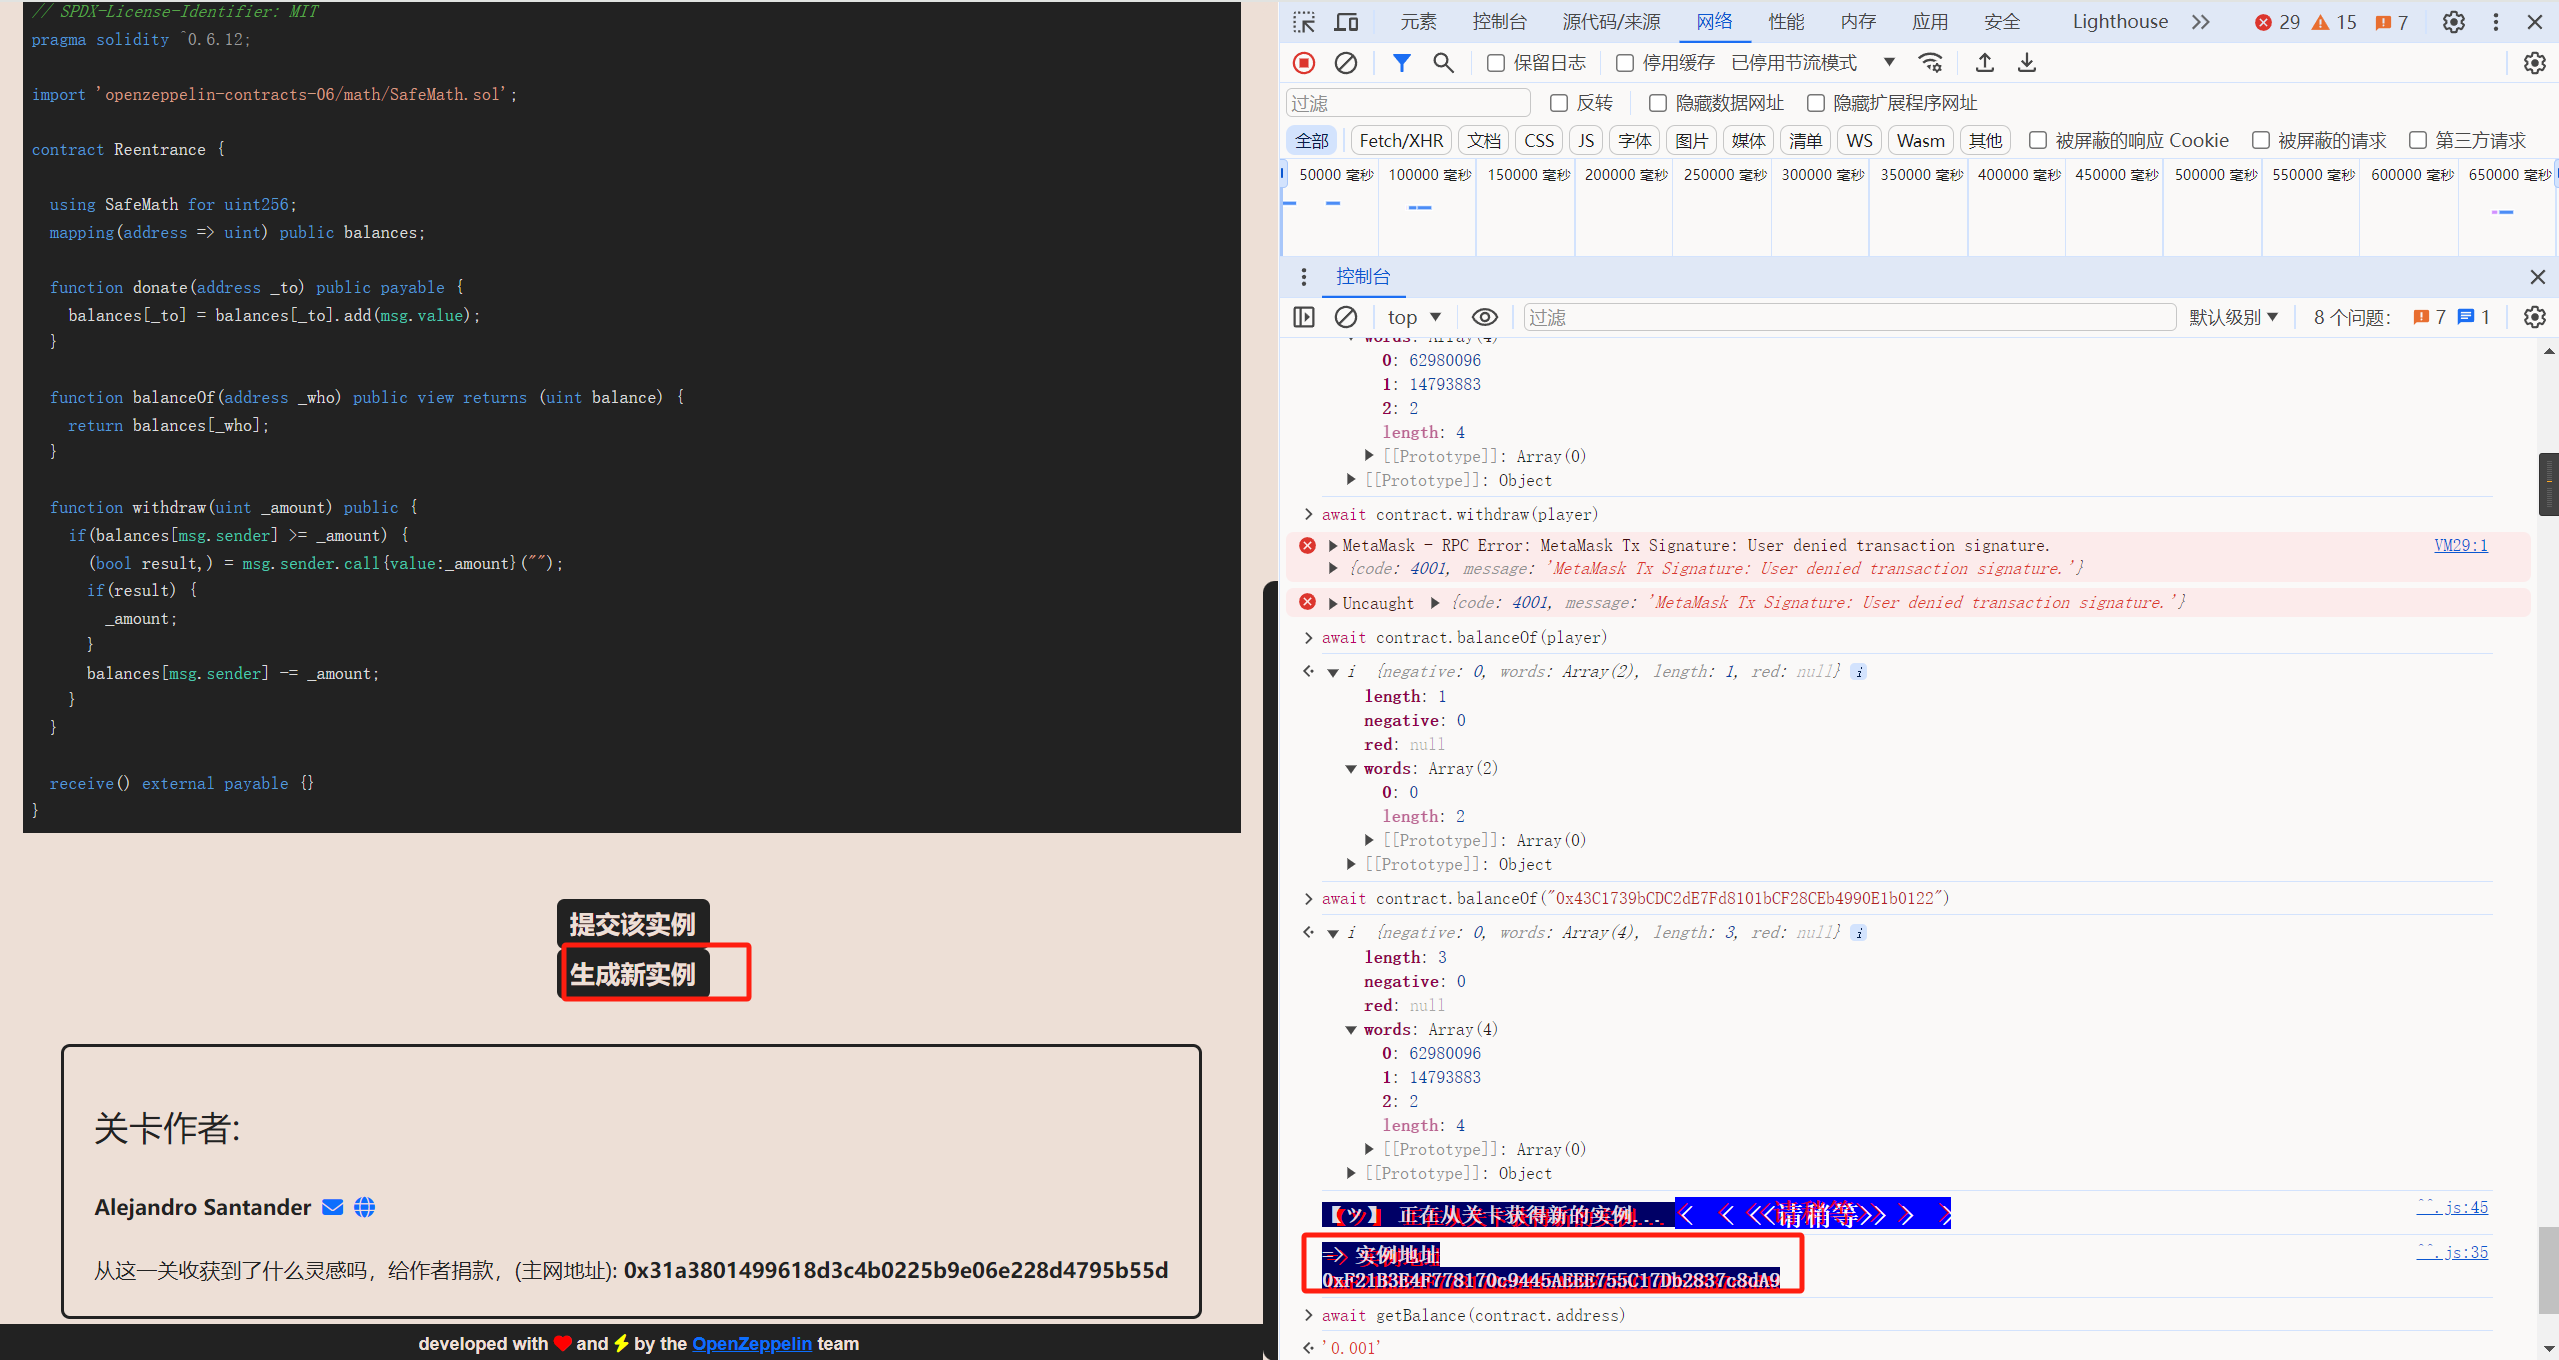 // SPDX-License-Identifier: MIT
pragma solidity ^0.6.12;
import 'openzeppelin-contracts-06/math/SafeMath.sol';
contract Reentrance {
using SafeMath for uint256;
mapping(address => uint) public balances;
function donate(address _to) public payable {
balances[_to] = balances[_to].add(msg.value);
}
function balanceOf(address _who) public view returns (uint balance) {
return balances[_who];
}
function withdraw(uint _amount) public {
if(balances[msg.sender] >= _amount) {
(bool result,) = msg.sender.call{value:_amount}("");
if(result) {
_amount;
}
balances[msg.sender] -= _amount;
}
}
receive() external payable {}
}
提交该实例
生成新实例
关卡作者:
Alejandro Santander
从这一关收获到了什么灵感吗，给作者捐款，(主网地址): 0x31a3801499618d3c4b0225b9e06e228d4795b55d
developed with and by the OpenZeppelin team
元素 控制台 源代码/来源 网络 性能 内存 应用 安全 Lighthouse 29 15 7
保留日志 停用缓存 已停用节流模式
过滤 反转 隐藏数据网址 隐藏扩展程序网址
全部 Fetch/XHR 文档 CSS JS 字体 图片 媒体 清单 WS Wasm 其他 被屏蔽的响应 Cookie 被屏蔽的请求 第三方请求
50000 毫秒 100000 毫秒 150000 毫秒 200000 毫秒 250000 毫秒 300000 毫秒 350000 毫秒 400000 毫秒 450000 毫秒 500000 毫秒 550000 毫秒 600000 毫秒 650000 毫秒
控制台
top 过滤 默认级别 8 个问题: 7 1
words: Array(4)
0: 62980096
1: 14793883
2: 2
length: 4
[[Prototype]]: Array(0)
[[Prototype]]: Object
await contract.withdraw(player)
MetaMask - RPC Error: MetaMask Tx Signature: User denied transaction signature. VM29:1
{code: 4001, message: 'MetaMask Tx Signature: User denied transaction signature.'}
Uncaught {code: 4001, message: 'MetaMask Tx Signature: User denied transaction signature.'}
await contract.balanceOf(player)
i {negative: 0, words: Array(2), length: 1, red: null} i
length: 1
negative: 0
red: null
words: Array(2)
0: 0
length: 2
[[Prototype]]: Array(0)
[[Prototype]]: Object
await contract.balanceOf("0x43C1739bCDC2dE7Fd8101bCF28CEb4990E1b0122")
i {negative: 0, words: Array(4), length: 3, red: null} i
length: 3
negative: 0
red: null
words: Array(4)
0: 62980096
1: 14793883
2: 2
length: 4
[[Prototype]]: Array(0)
[[Prototype]]: Object
【ツ】 正在从关卡获得新的实例... < < <<请稍等>> > > ^^.js:45
=> 实例地址 ^^.js:35
0xF21B3E4F778170c9445AEEE755C17Db2837c8dA9
await getBalance(contract.address)
'0.001'